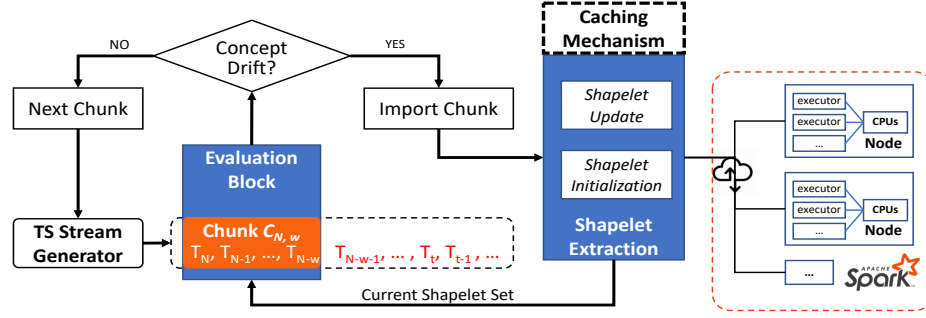 NO
Concept
Drift?
YES
Next Chunk
Import Chunk
TS Stream
Generator
Evaluation
Block
Chunk C_{N, w}
T_N, T_{N-1}, ..., T_{N-w}
T_{N-w-1}, ... , T_t, T_{t-1}, ...
Current Shapelet Set
Caching
Mechanism
Shapelet
Update
Shapelet
Initialization
Shapelet
Extraction
executor
executor
...
CPUs
Node
executor
executor
...
CPUs
Node
...
APACHE
Spark